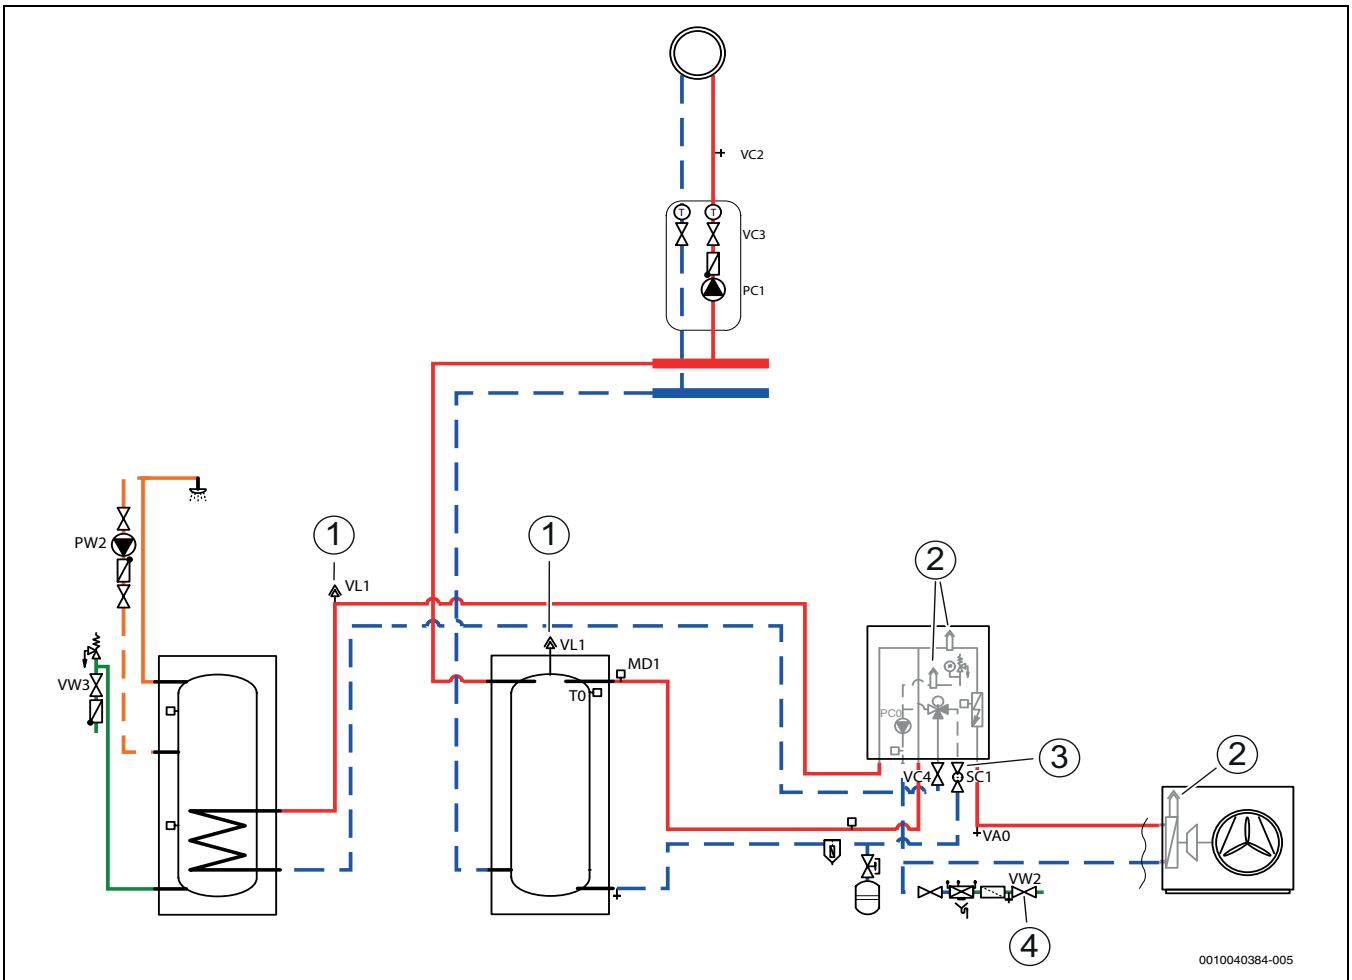 VC2
T T
VC3
PC1
PW2
1
1
2
VL1
VL1
MD1
T0
VW3
PC0
3
2
VC4
SC1
VA0
VW2
4
0010040384-005